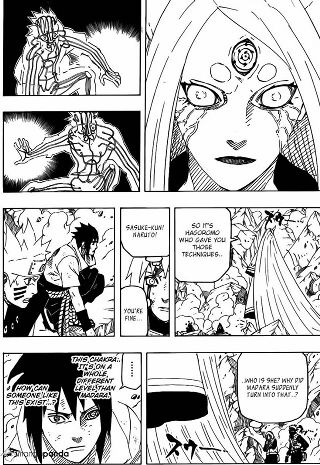 SO IT'S
HAGOROMO
WHO GAVE
YOU
THOSE
TECHNIQUES..
SASUKE-KUN!
NARUTO!
YOU'RE
FINE...
..WHO IS SHE? WHY DID
MADARA SUDDENLY
TURN INTO THAT..?
......
THIS CHAKRA..
IT'S ON A
WHOLE
DIFFERENT
LEVEL THAN
MADARA.
HOW CAN
SOMEONE LIKE
THIS EXIST..?
mangapanda